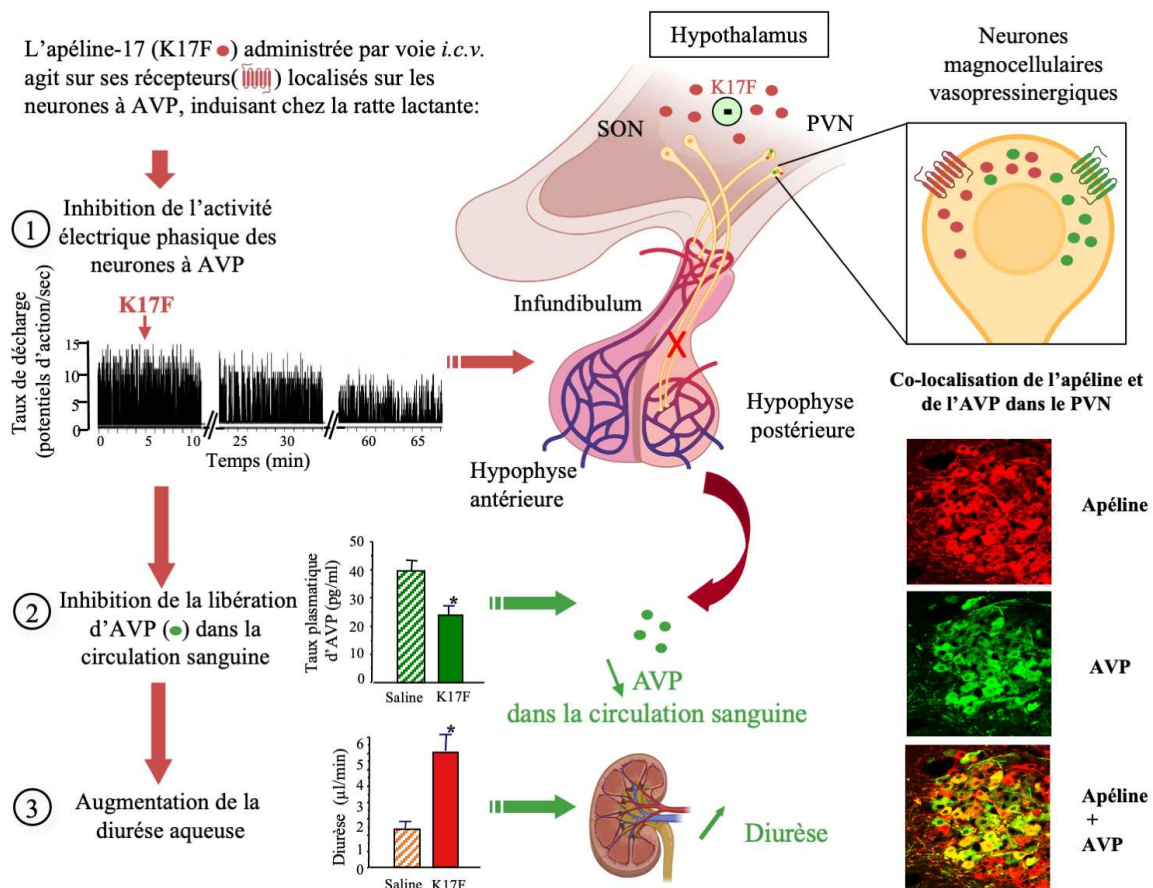 L'apéline-17 (K17F ) administrée par voie i.c.v.
agit sur ses récepteurs( ) localisés sur les
neurones à AVP, induisant chez la ratte lactante:
1
Inhibition de l'activité
électrique phasique des
neurones à AVP
K17F
Taux de décharge
(potentiels d'action/sec)
15
10
5
0
0 5 10 25 30 60 65
Temps (min)
Hypothalamus
K17F
SON
PVN
Infundibulum
X
Hypophyse
postérieure
Hypophyse
antérieure
Neurones
magnocellulaires
vasopressinergiques
Co-localisation de l'apéline et
de l'AVP dans le PVN
Apéline
AVP
Apéline
+
AVP
2
Inhibition de la libération
d'AVP ( ) dans la
circulation sanguine
Taux plasmatique
d'AVP (pg/ml)
50
40
30
20
10
0
*
Saline K17F
AVP
dans la circulation sanguine
3
Augmentation de la
diurése aqueuse
Diurèse (µl/min)
6
5
4
3
2
1
0
*
Saline K17F
Diurèse